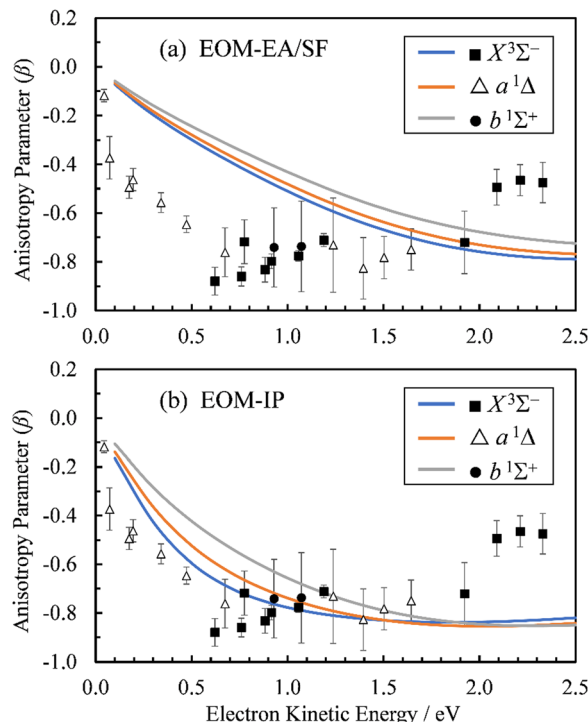 (a) EOM-EA/SF
X³Σ⁻
a¹Δ
b¹Σ⁺
Anisotropy Parameter (β)
0.2
0.0
-0.2
-0.4
-0.6
-0.8
-1.0
0.0 0.5 1.0 1.5 2.0 2.5
(b) EOM-IP
X³Σ⁻
a¹Δ
b¹Σ⁺
Anisotropy Parameter (β)
0.2
0.0
-0.2
-0.4
-0.6
-0.8
-1.0
0.0 0.5 1.0 1.5 2.0 2.5
Electron Kinetic Energy / eV